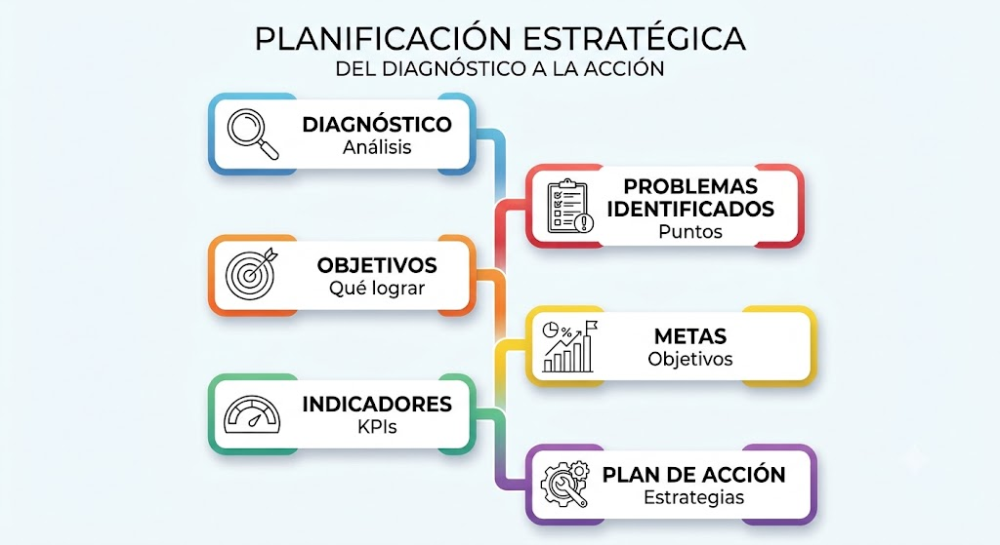 PLANIFICACIÓN ESTRATÉGICA
DEL DIAGNÓSTICO A LA ACCIÓN
DIAGNÓSTICO
Análisis
PROBLEMAS
IDENTIFICADOS
Puntos
OBJETIVOS
Qué lograr
%
METAS
Objetivos
INDICADORES
KPIs
PLAN DE ACCIÓN
Estrategias